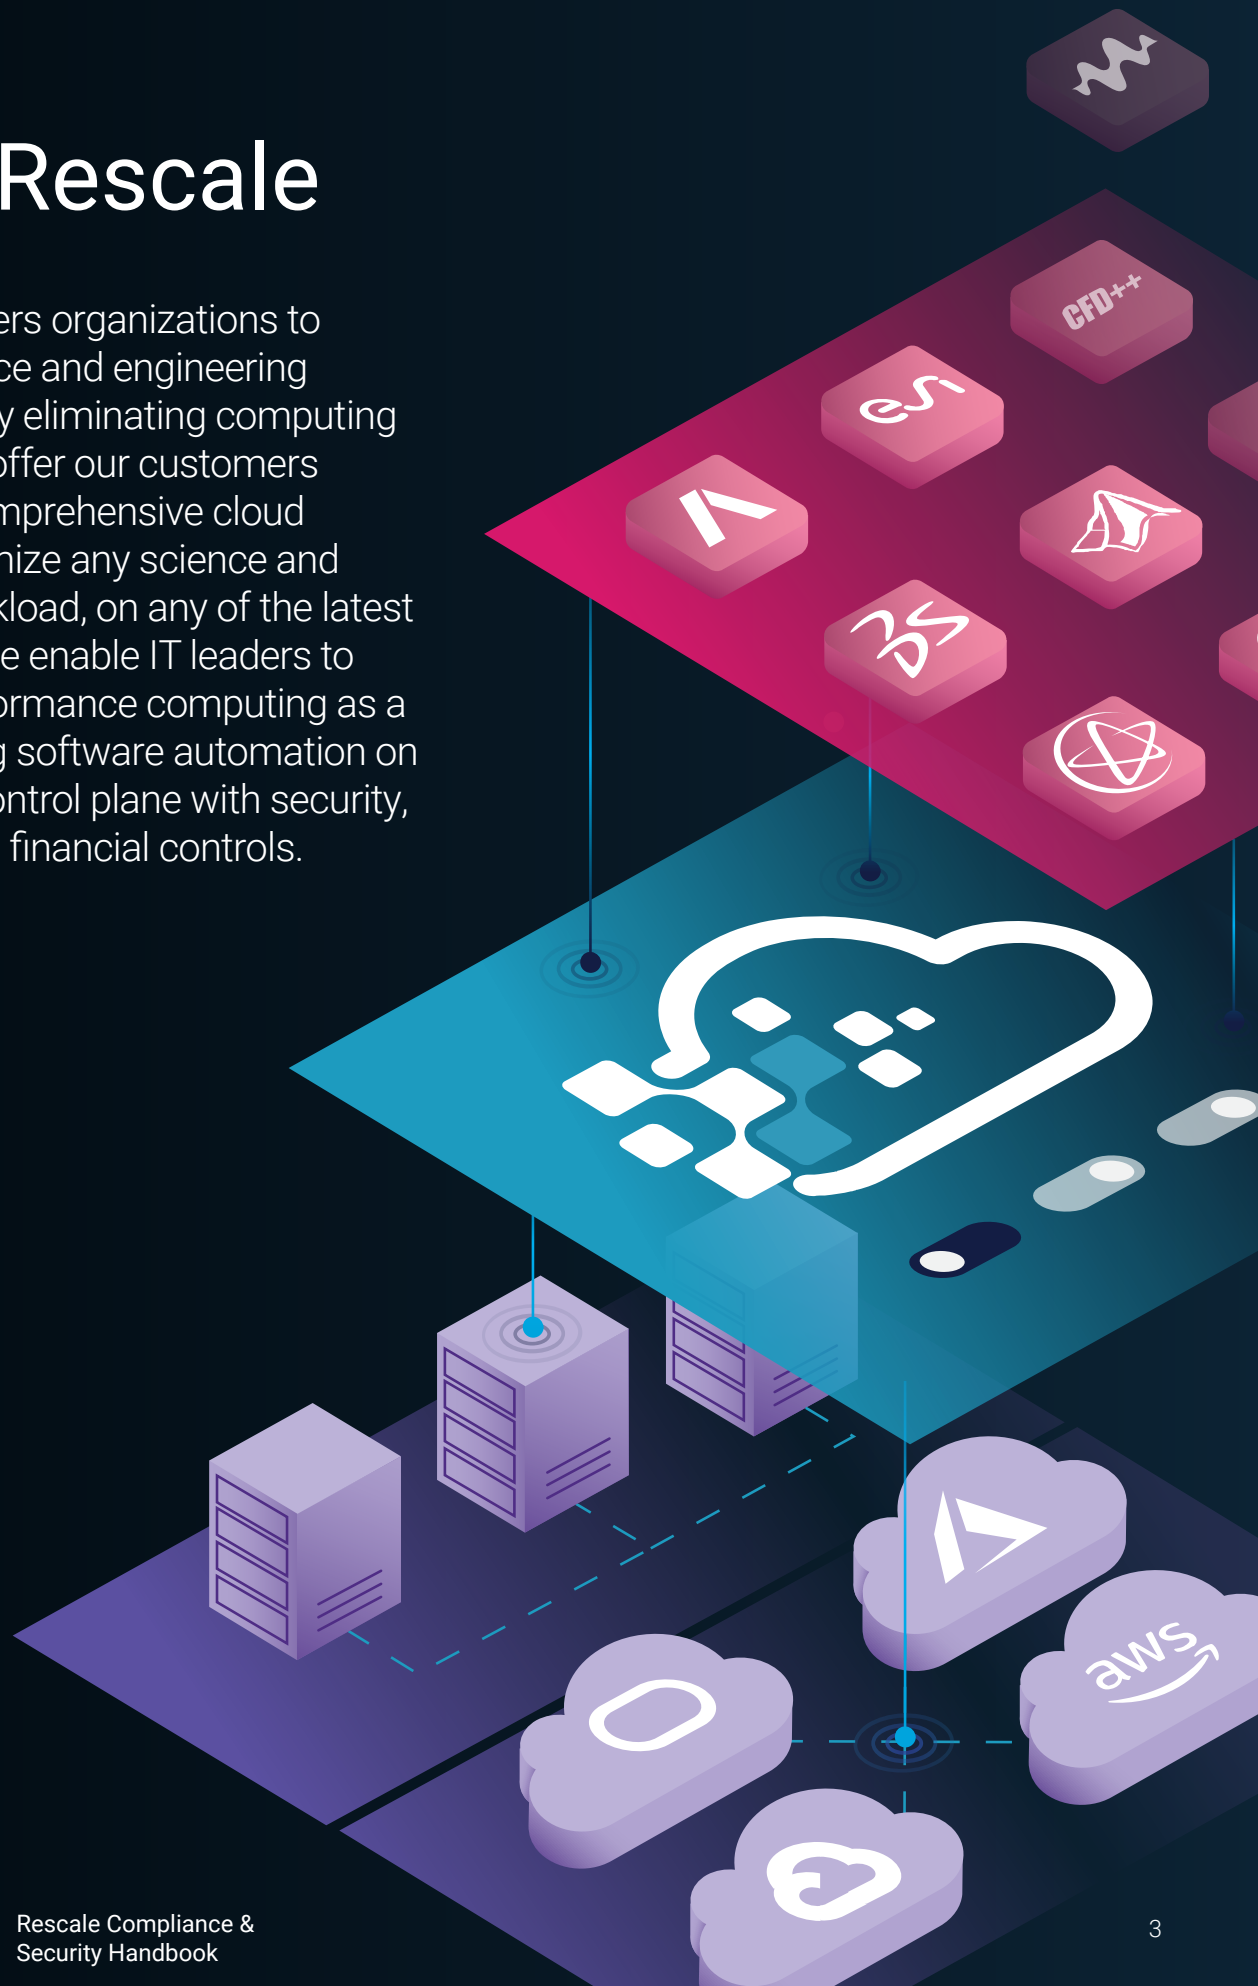 Rescale
ers organizations to
ce and engineering
y eliminating computing
offer our customers
mprehensive cloud
nize any science and
kload, on any of the latest
e enable IT leaders to
ormance computing as a
g software automation on
ontrol plane with security,
financial controls.
CFD++
esi
aws
Rescale Compliance &
Security Handbook
3